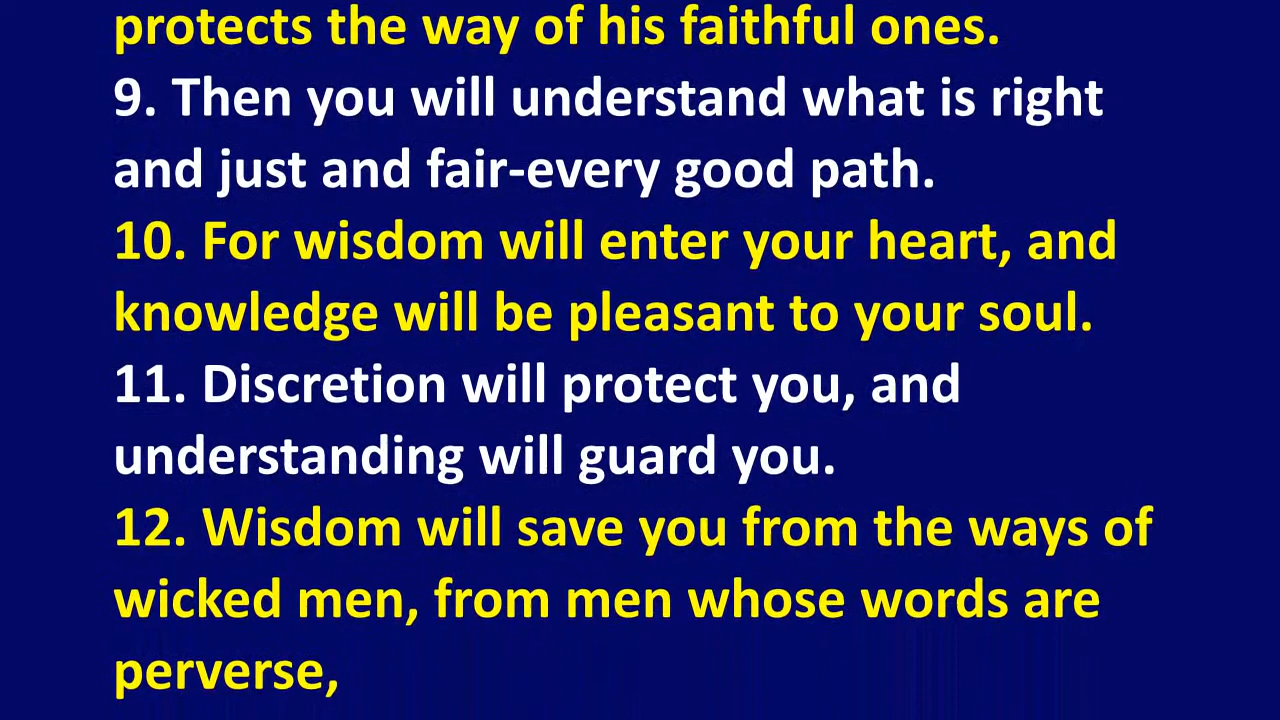 protects the way of his faithful ones.
9. Then you will understand what is right
and just and fair-every good path.
10. For wisdom will enter your heart, and
knowledge will be pleasant to your soul.
11. Discretion will protect you, and
understanding will guard you.
12. Wisdom will save you from the ways of
wicked men, from men whose words are
perverse,